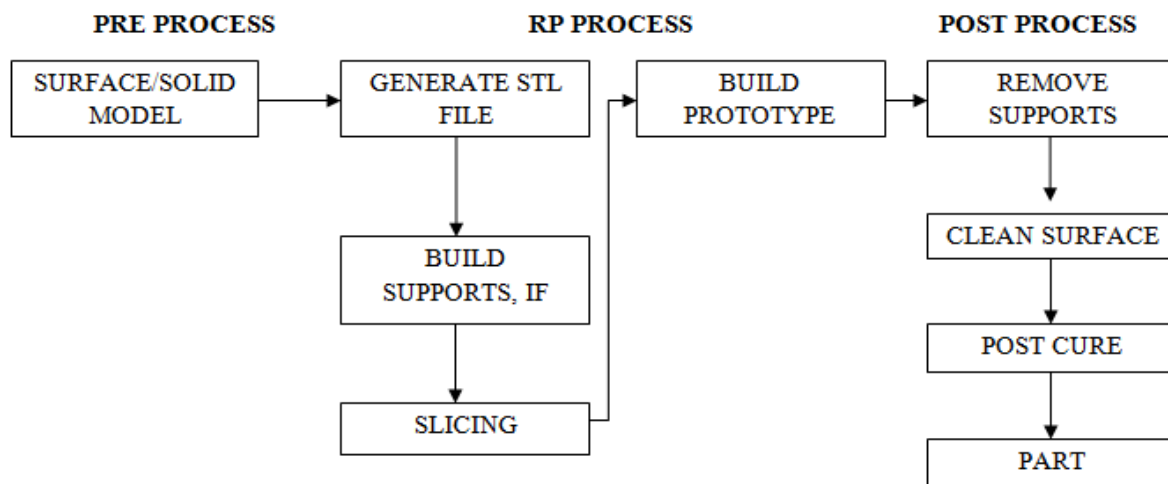 PRE PROCESS
RP PROCESS
POST PROCESS
SURFACE/SOLID
MODEL
GENERATE STL
FILE
BUILD
PROTOTYPE
REMOVE
SUPPORTS
BUILD
SUPPORTS, IF
CLEAN SURFACE
SLICING
POST CURE
PART